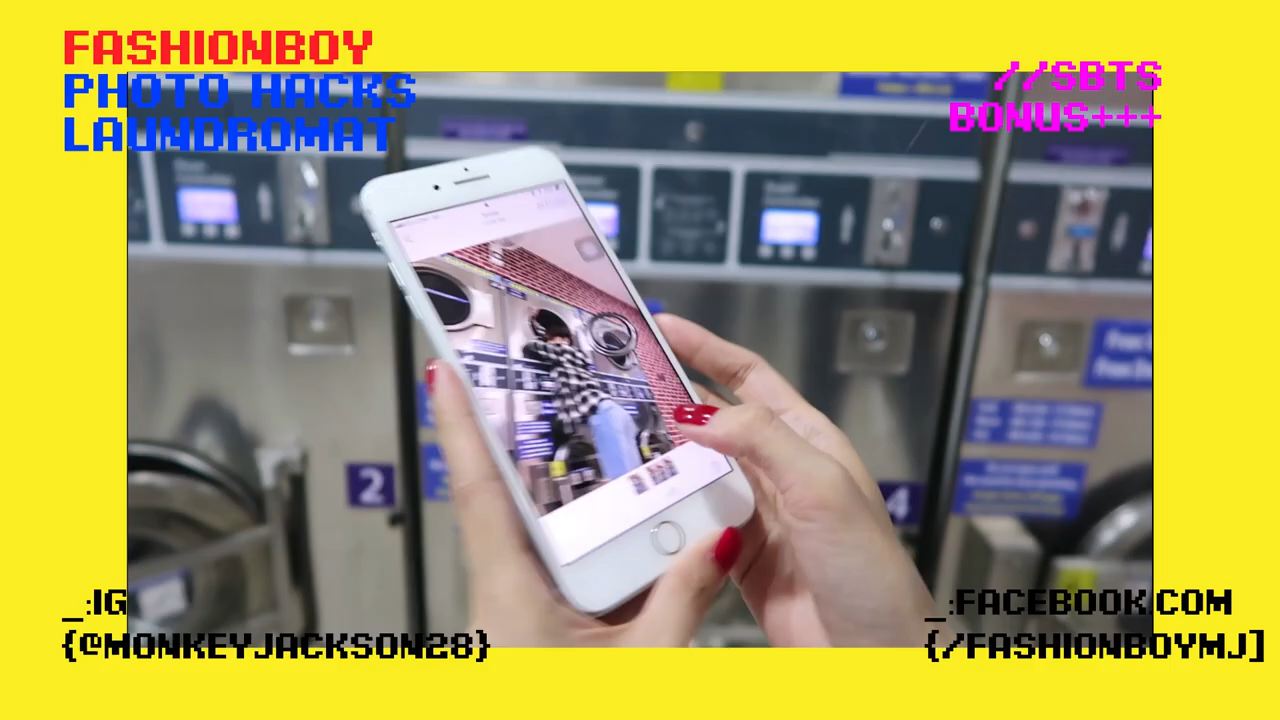 FASHIONBOY
PHOTO HACKS
LAUNDROMAT
//SBTS
BONUS+++
2
4
_:IG
{@MONKEYJACKSON28}
_:FACEBOOK.COM
{/FASHIONBOYMJ]